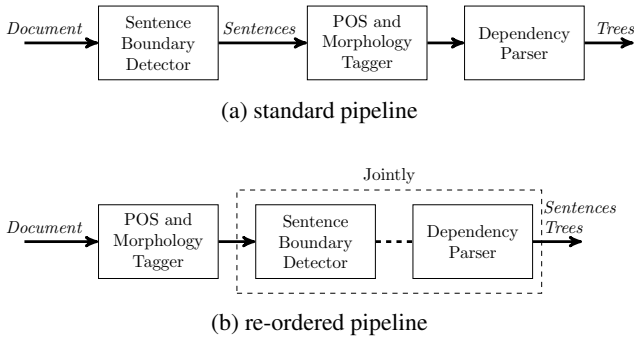 Document
Sentence
Boundary
Detector
Sentences
POS and
Morphology
Tagger
Dependency
Parser
Trees
(a) standard pipeline
Jointly
Document
POS and
Morphology
Tagger
Sentence
Boundary
Detector
Dependency
Parser
Sentences
Trees
(b) re-ordered pipeline